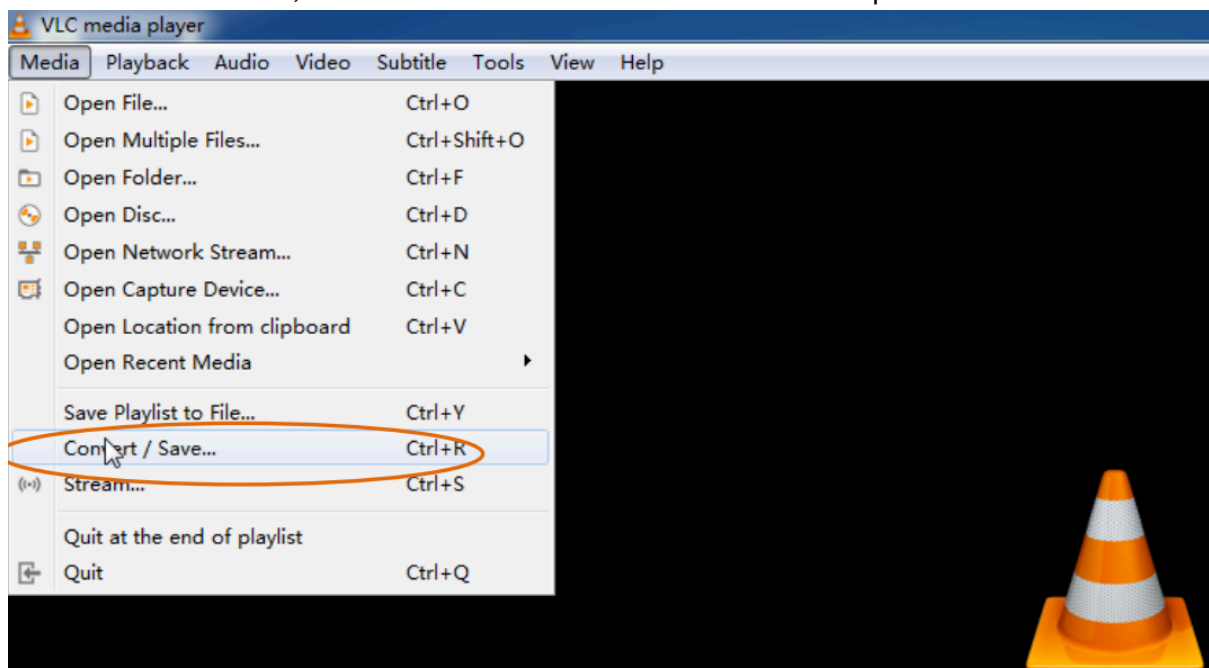 VLC media player
Media Playback Audio Video Subtitle Tools View Help
Open File... Ctrl+O
Open Multiple Files... Ctrl+Shift+O
Open Folder... Ctrl+F
Open Disc... Ctrl+D
Open Network Stream... Ctrl+N
Open Capture Device... Ctrl+C
Open Location from clipboard Ctrl+V
Open Recent Media
Save Playlist to File... Ctrl+Y
Convert / Save... Ctrl+R
Stream... Ctrl+S
Quit at the end of playlist
Quit Ctrl+Q